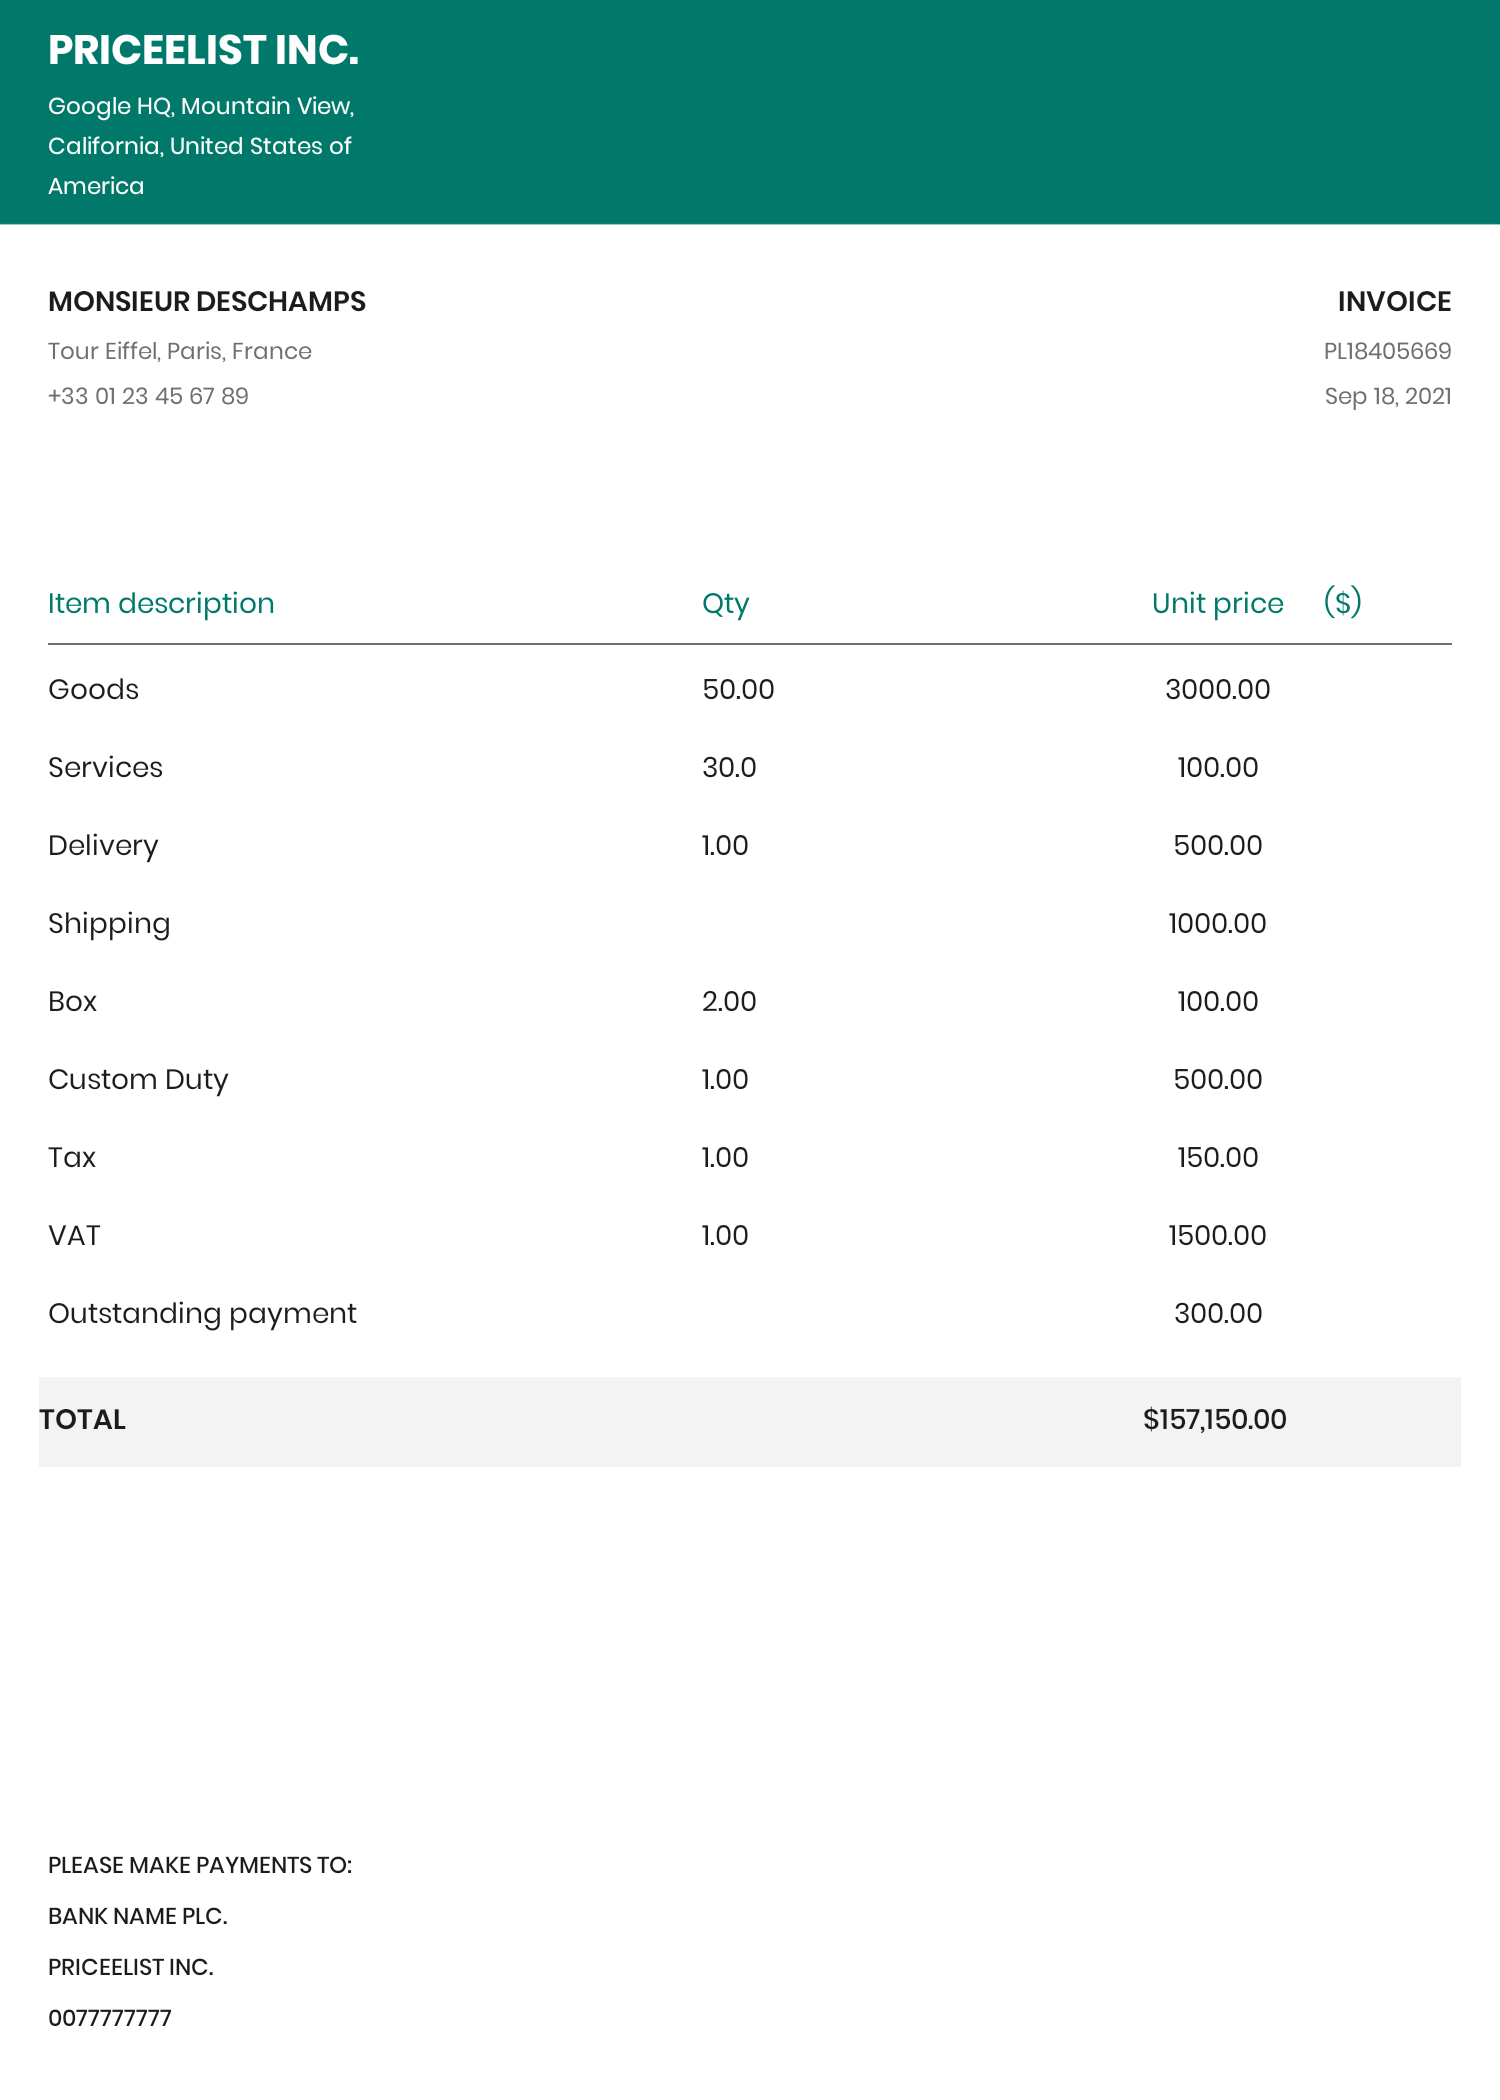 PRICEELIST INC.
Google HQ, Mountain View,
California, United States of
America
MONSIEUR DESCHAMPS
Tour Eiffel, Paris, France
+33 01 23 45 67 89
INVOICE
PL18405669
Sep 18, 2021
Item description Qty Unit price ($)
Goods 50.00 3000.00
Services 30.0 100.00
Delivery 1.00 500.00
Shipping 1000.00
Box 2.00 100.00
Custom Duty 1.00 500.00
Tax 1.00 150.00
VAT 1.00 1500.00
Outstanding payment 300.00
TOTAL $157,150.00
PLEASE MAKE PAYMENTS TO:
BANK NAME PLC.
PRICEELIST INC.
0077777777